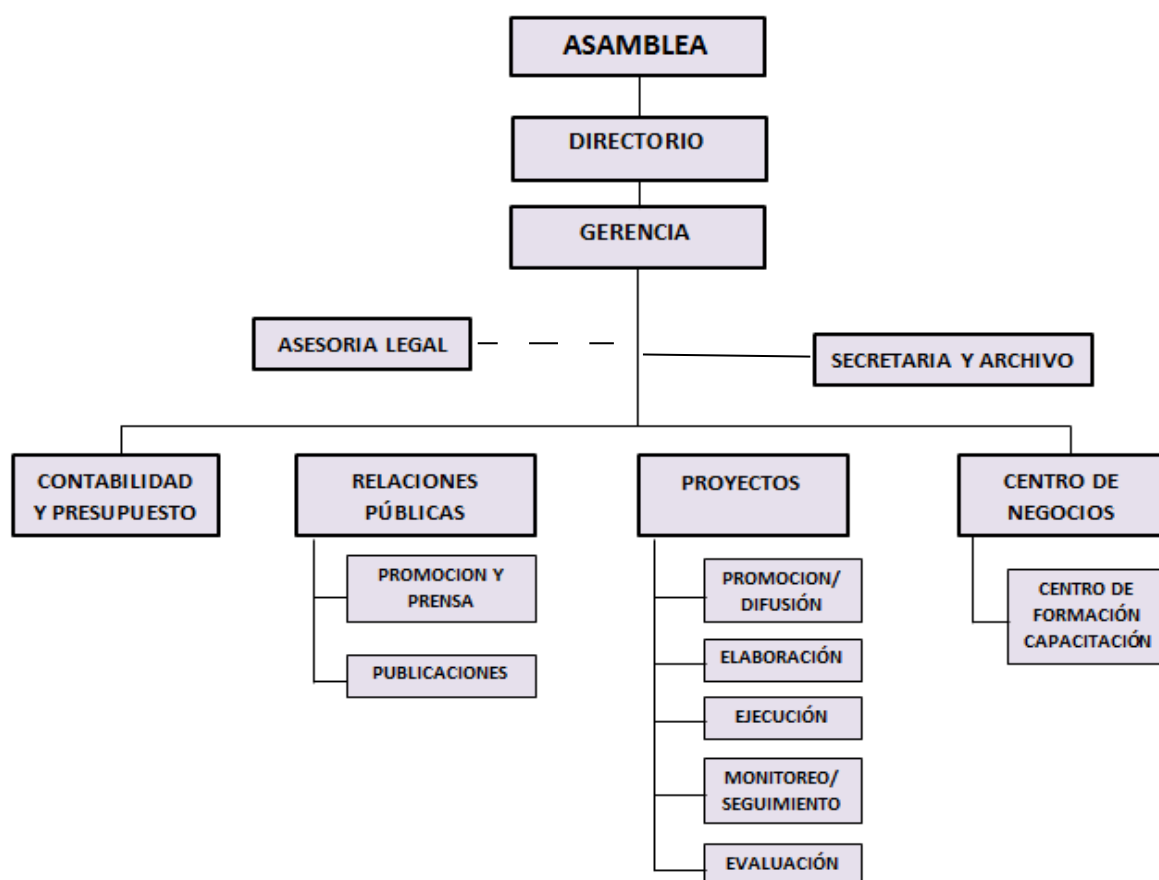 ASAMBLEA
DIRECTORIO
GERENCIA
ASESORIA LEGAL
SECRETARIA Y ARCHIVO
CONTABILIDAD
Y PRESUPUESTO
RELACIONES
PÚBLICAS
PROYECTOS
CENTRO DE
NEGOCIOS
PROMOCION Y
PRENSA
PUBLICACIONES
PROMOCION/
DIFUSIÓN
ELABORACIÓN
EJECUCIÓN
MONITOREO/
SEGUIMIENTO
EVALUACIÓN
CENTRO DE
FORMACIÓN
CAPACITACIÓN